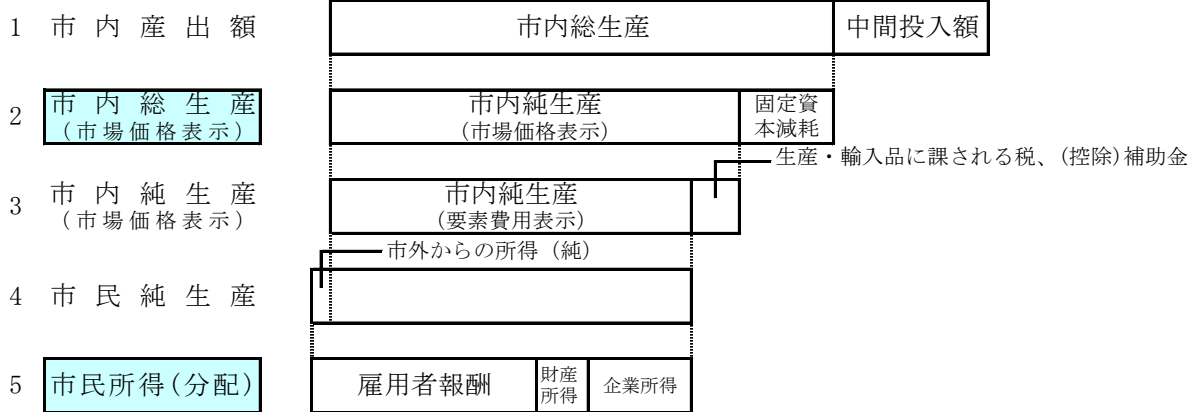 1 市内産出額 市内総生産 中間投入額
2 市内総生産 市内純生産 固定資
(市場価格表示) (市場価格表示) 本減耗
生産・輸入品に課される税、(控除)補助金
3 市内純生産 市内純生産
(市場価格表示) (要素費用表示)
市外からの所得（純）
4 市民純生産
5 市民所得(分配) 雇用者報酬 財産 企業所得
所得